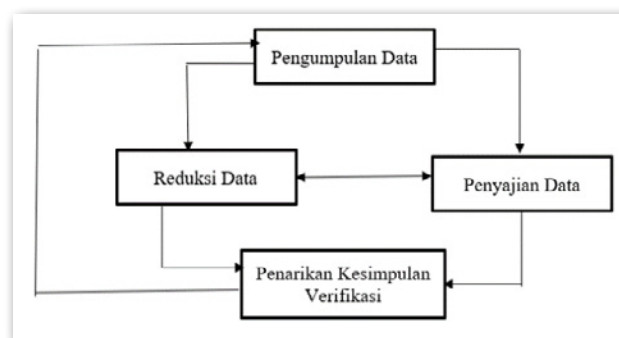 Pengumpulan Data
Reduksi Data
Penyajian Data
Penarikan Kesimpulan
Verifikasi